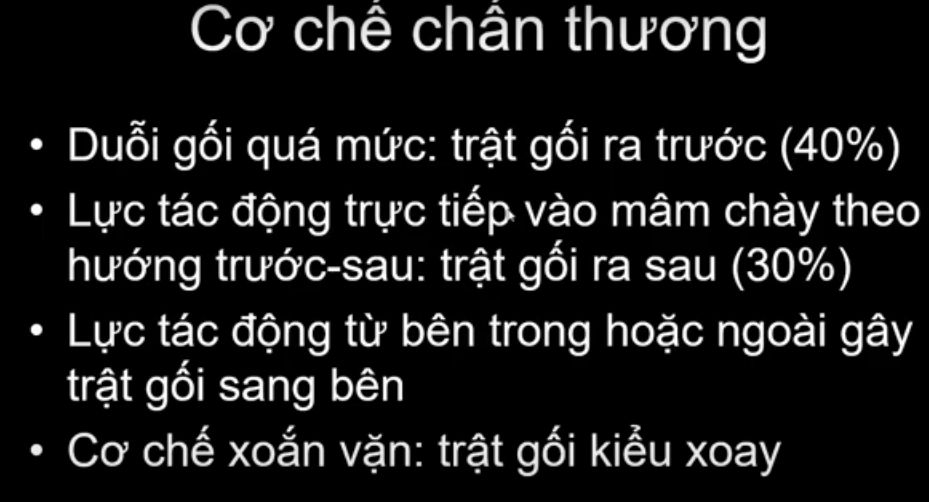 Cơ chế chấn thương
• Duỗi gối quá mức: trật gối ra trước (40%)
• Lực tác động trực tiếp vào mâm chày theo
hướng trước-sau: trật gối ra sau (30%)
• Lực tác động từ bên trong hoặc ngoài gây
trật gối sang bên
• Cơ chế xoắn vặn: trật gối kiểu xoay